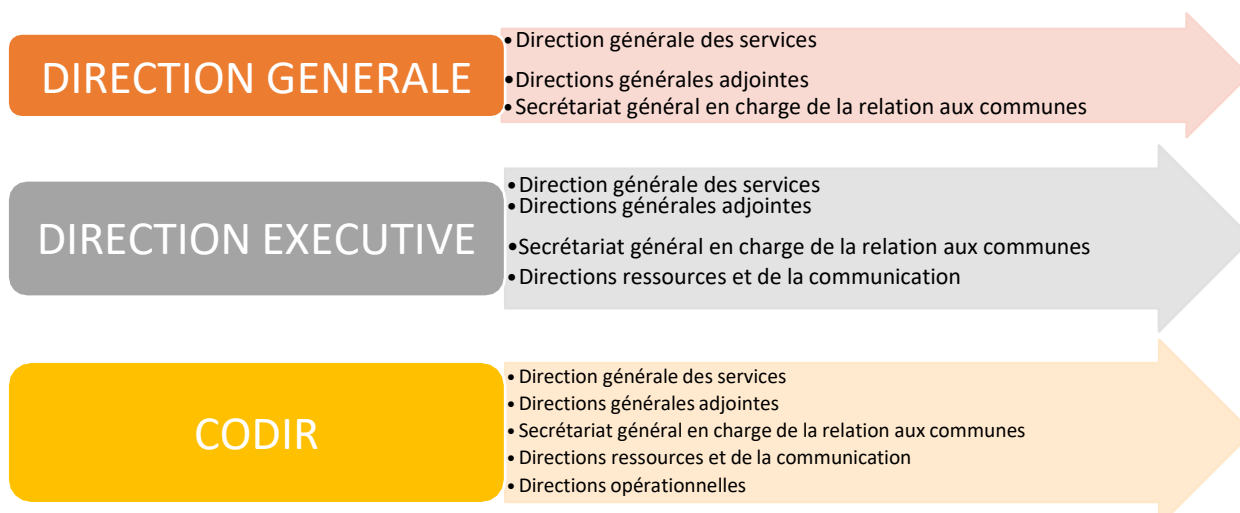 DIRECTION GENERALE
•Direction générale des services
•Directions générales adjointes
•Secrétariat général en charge de la relation aux communes
DIRECTION EXECUTIVE
•Direction générale des services
•Directions générales adjointes
•Secrétariat général en charge de la relation aux communes
•Directions ressources et de la communication
CODIR
•Direction générale des services
•Directions générales adjointes
•Secrétariat général en charge de la relation aux communes
•Directions ressources et de la communication
•Directions opérationnelles